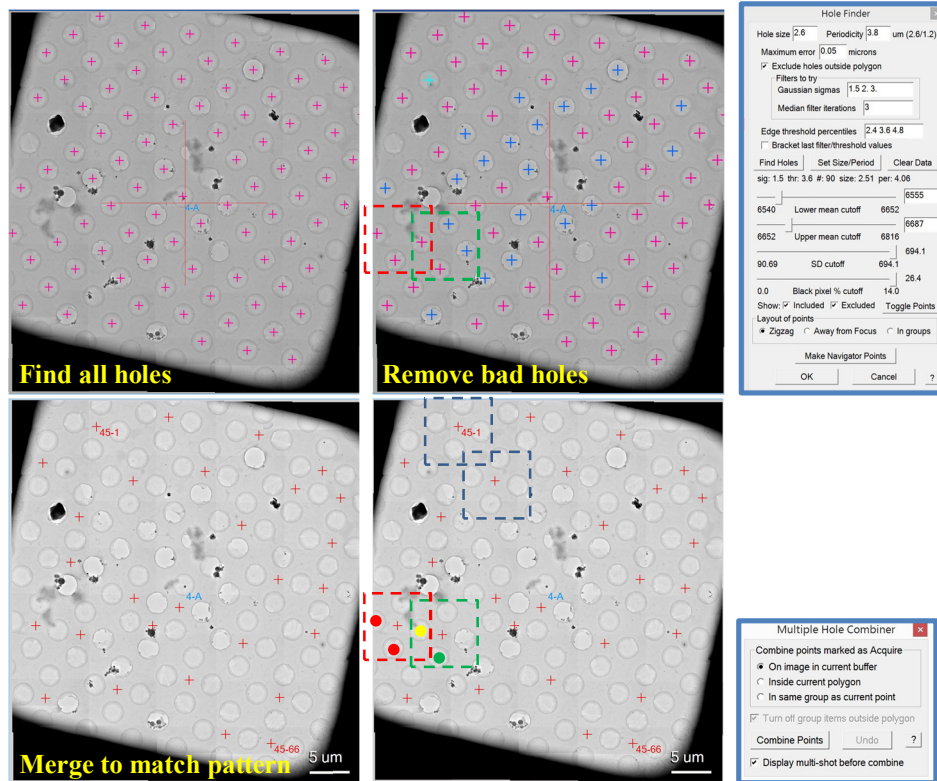 4-A
Find all holes
4-A
Remove bad holes
Hole Finder
Hole size 2.6 Periodicity 3.8 um (2.6/1.2)
Maximum error 0.05 microns
Exclude holes outside polygon
Filters to try
Gaussian sigmas 1.5 2. 3.
Median filter iterations 3
Edge threshold percentiles 2.4 3.6 4.8
Bracket last filter/threshold values
Find Holes Set Size/Period Clear Data
sig: 1.5 thr: 3.6 #: 90 size: 2.51 per: 4.06
6555
6540 Lower mean cutoff 6652
6687
6652 Upper mean cutoff 6816
694.1
90.69 SD cutoff 694.1
26.4
0.0 Black pixel % cutoff 14.0
Show: Included Excluded Toggle Points
Layout of points
Zigzag Away from Focus In groups
Make Navigator Points
OK Cancel ?
45-1
4-A
45-66
Merge to match pattern
5 um
45-1
4-A
45-66
5 um
Multiple Hole Combiner
Combine points marked as Acquire
On image in current buffer
Inside current polygon
In same group as current point
Turn off group items outside polygon
Combine Points Undo ?
Display multi-shot before combine